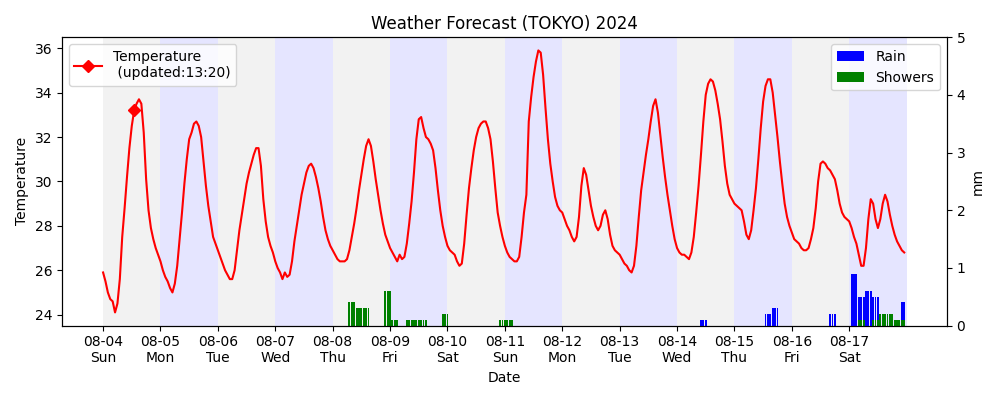 Weather Forecast (TOKYO) 2024
Temperature
(updated:13:20)
Rain
Showers
36
34
32
30
28
26
24
Temperature
5
4
3
2
1
0
mm
08-04 08-05 08-06 08-07 08-08 08-09 08-10 08-11 08-12 08-13 08-14 08-15 08-16 08-17
Sun Mon Tue Wed Thu Fri Sat Sun Mon Tue Wed Thu Fri Sat
Date